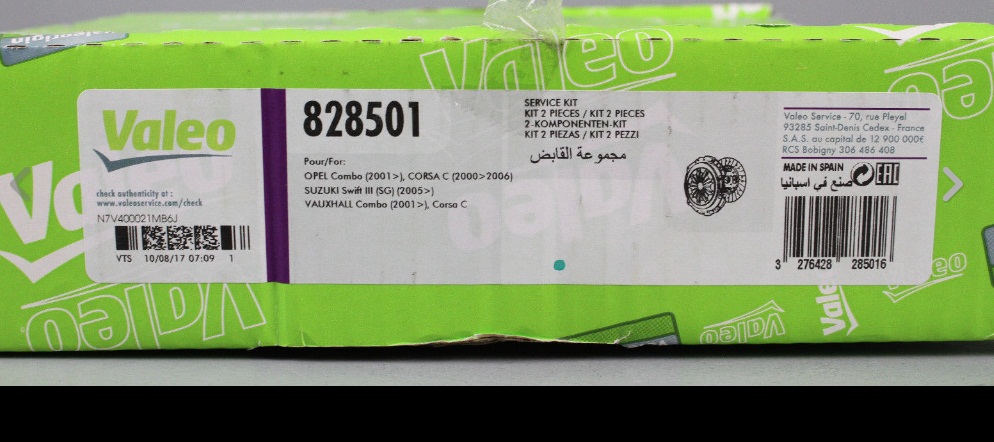 Valeo
Valeo
check authenticity at :
www.valeoservice.com/check
N7V400021MB6J
VTS 10/08/17 07:09 1
828501
Pour/For:
OPEL Combo (2001>), CORSA C (2000>2006)
SUZUKI Swift III (SG) (2005>)
VAUXHALL Combo (2001>), Corsa C
SERVICE KIT
KIT 2 PIECES / KIT 2 PIECES
2-KOMPONENTEN-KIT
KIT 2 PIEZAS / KIT 2 PEZZI
مجموعة القابض
Valeo Service - 70, rue Pleyel
93285 Saint-Denis Cedex - France
S.A.S. au capital de 12 900 000€
RCS Bobigny 306 486 408
MADE IN SPAIN
صنع في اسبانيا
EAC
3 276428 285016
Valeo
Valeo
Valeo